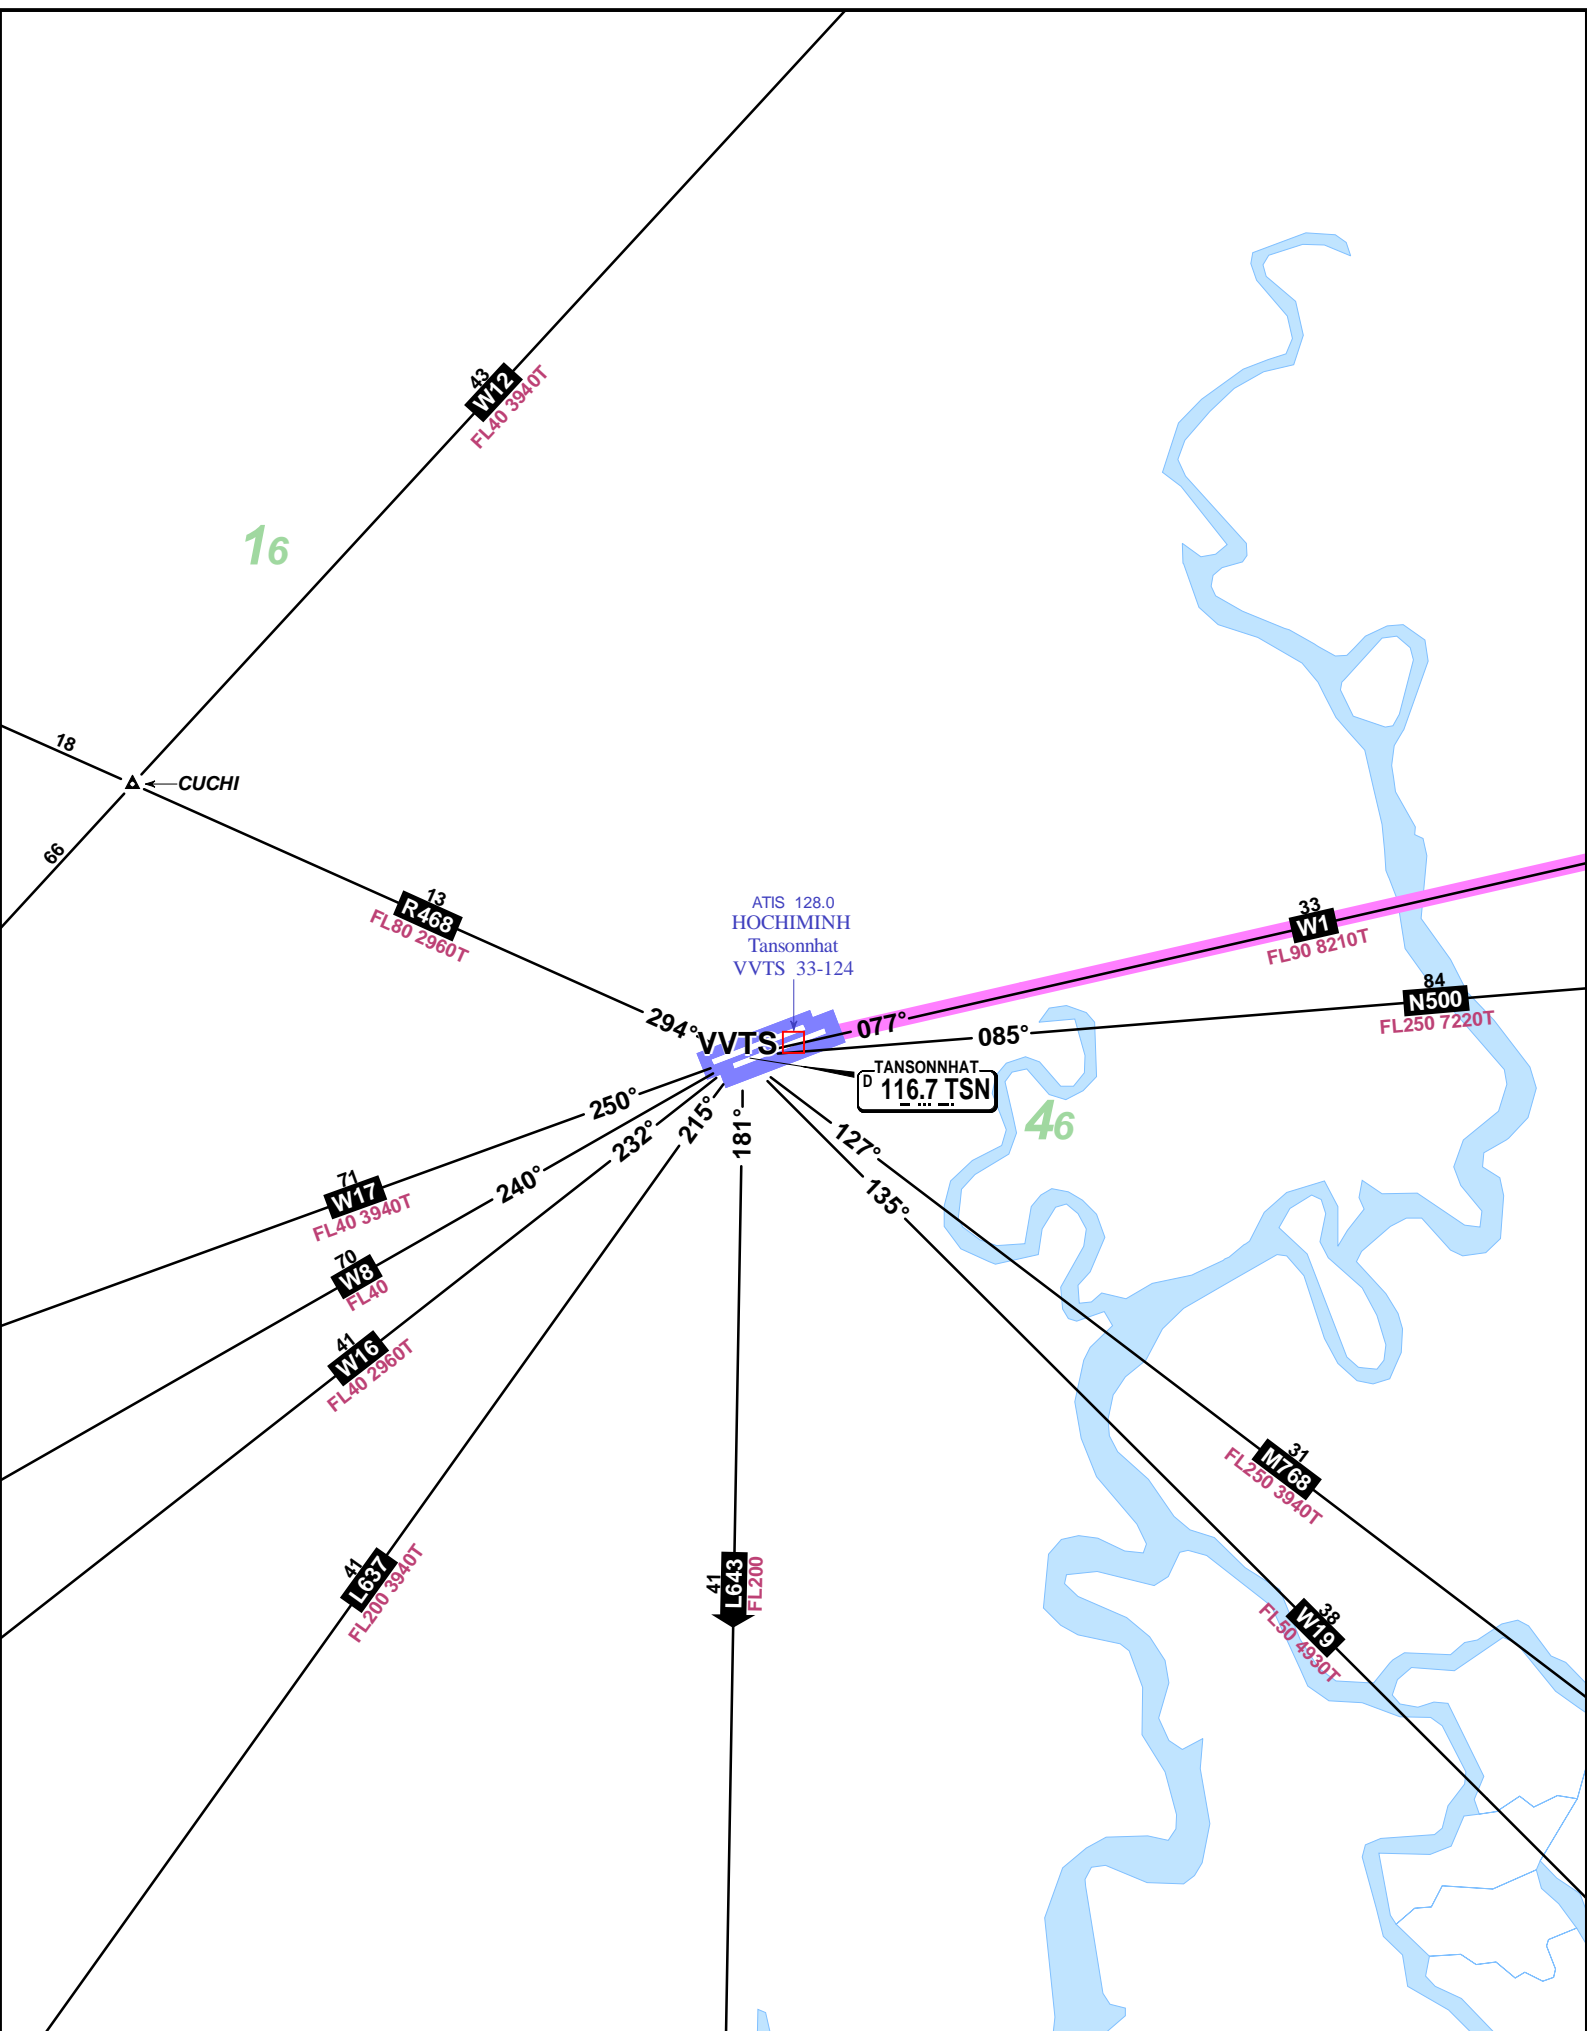 43
W12
FL40 3940T
16
18
CUCHI
66
13
R468
FL80 2960T
ATIS 128.0
HOCHIMINH
Tansonnhat
VVTS 33-124
33
W1
FL90 8210T
84
N500
FL250 7220T
294°
VVTS
077°
085°
TANSONNHAT
D 116.7 TSN
46
250°
232°
215°
181°
127°
135°
240°
71
W17
FL40 3940T
70
W8
FL40
41
W16
FL40 2960T
31
M768
FL250 3940T
41
L637
FL200 3940T
41
L643
FL200
38
W19
FL50 4930T